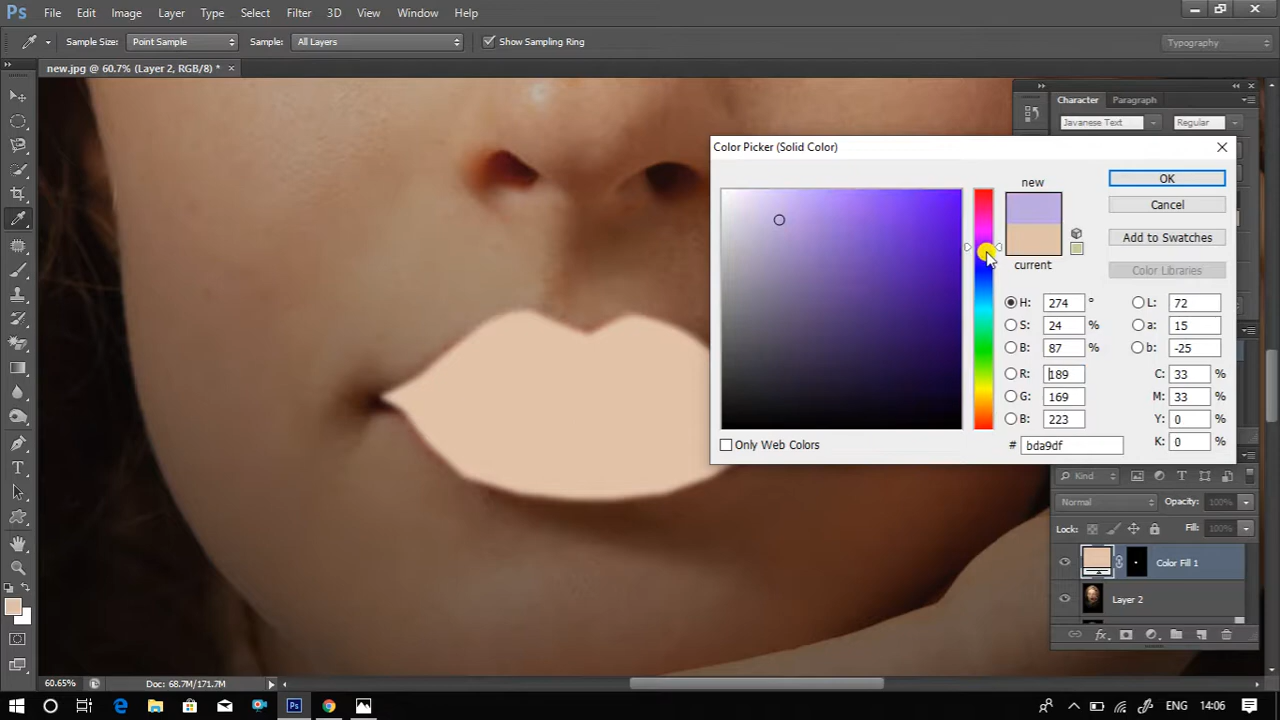 Ps File Edit Image Layer Type Select Filter 3D View Window Help
Sample Size: Point Sample Sample: All Layers Show Sampling Ring Typography
new.jpg @ 60.7% (Layer 2, RGB/8) * ×
Character Paragraph
Javanese Text Regular
Color Picker (Solid Color)
new
current
OK
Cancel
Add to Swatches
Color Libraries
H: 274 ° L: 72
S: 24 % a: 15
B: 87 % b: -25
R: 189 C: 33 %
G: 169 M: 33 %
B: 223 Y: 0 %
# bda9df K: 0 %
Only Web Colors
Kind
Normal Opacity: 100%
Lock: Fill: 100%
Color Fill 1
Layer 2
60.65% Doc: 68.7M/171.7M
Ps ENG 14:06